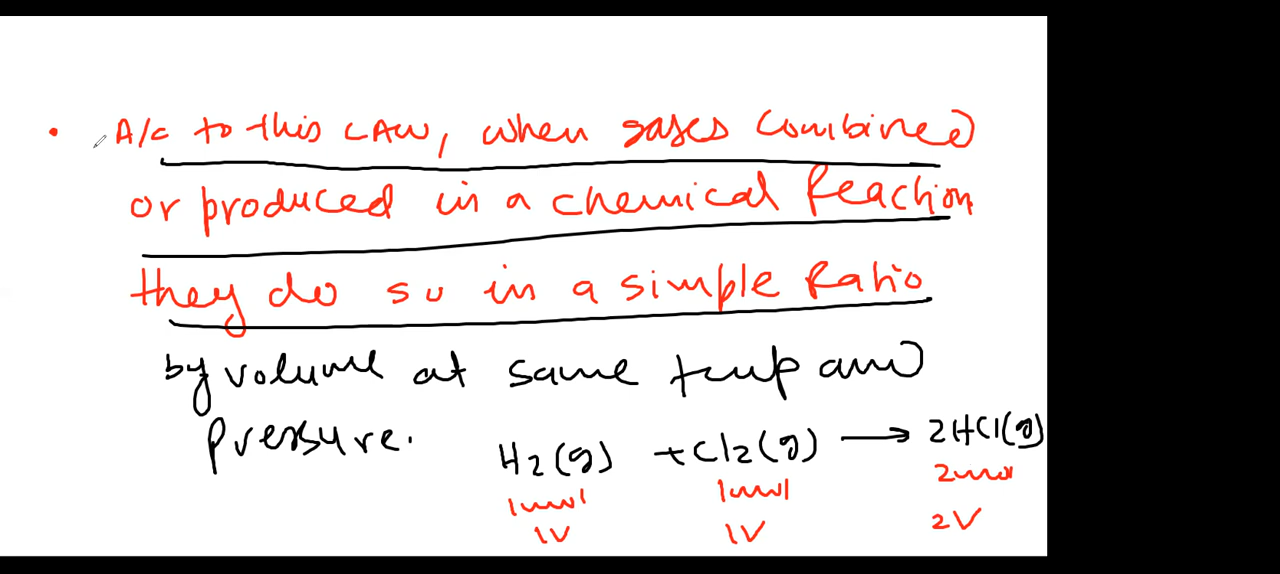 • A/c to this LAW, when gases combined
or produced in a chemical Reaction
they do so in a simple Ratio
by volume at same temp and
pressure.
H2(g) + Cl2(g) → 2HCl(g)
1mol 1mol 2mol
1V 1V 2V